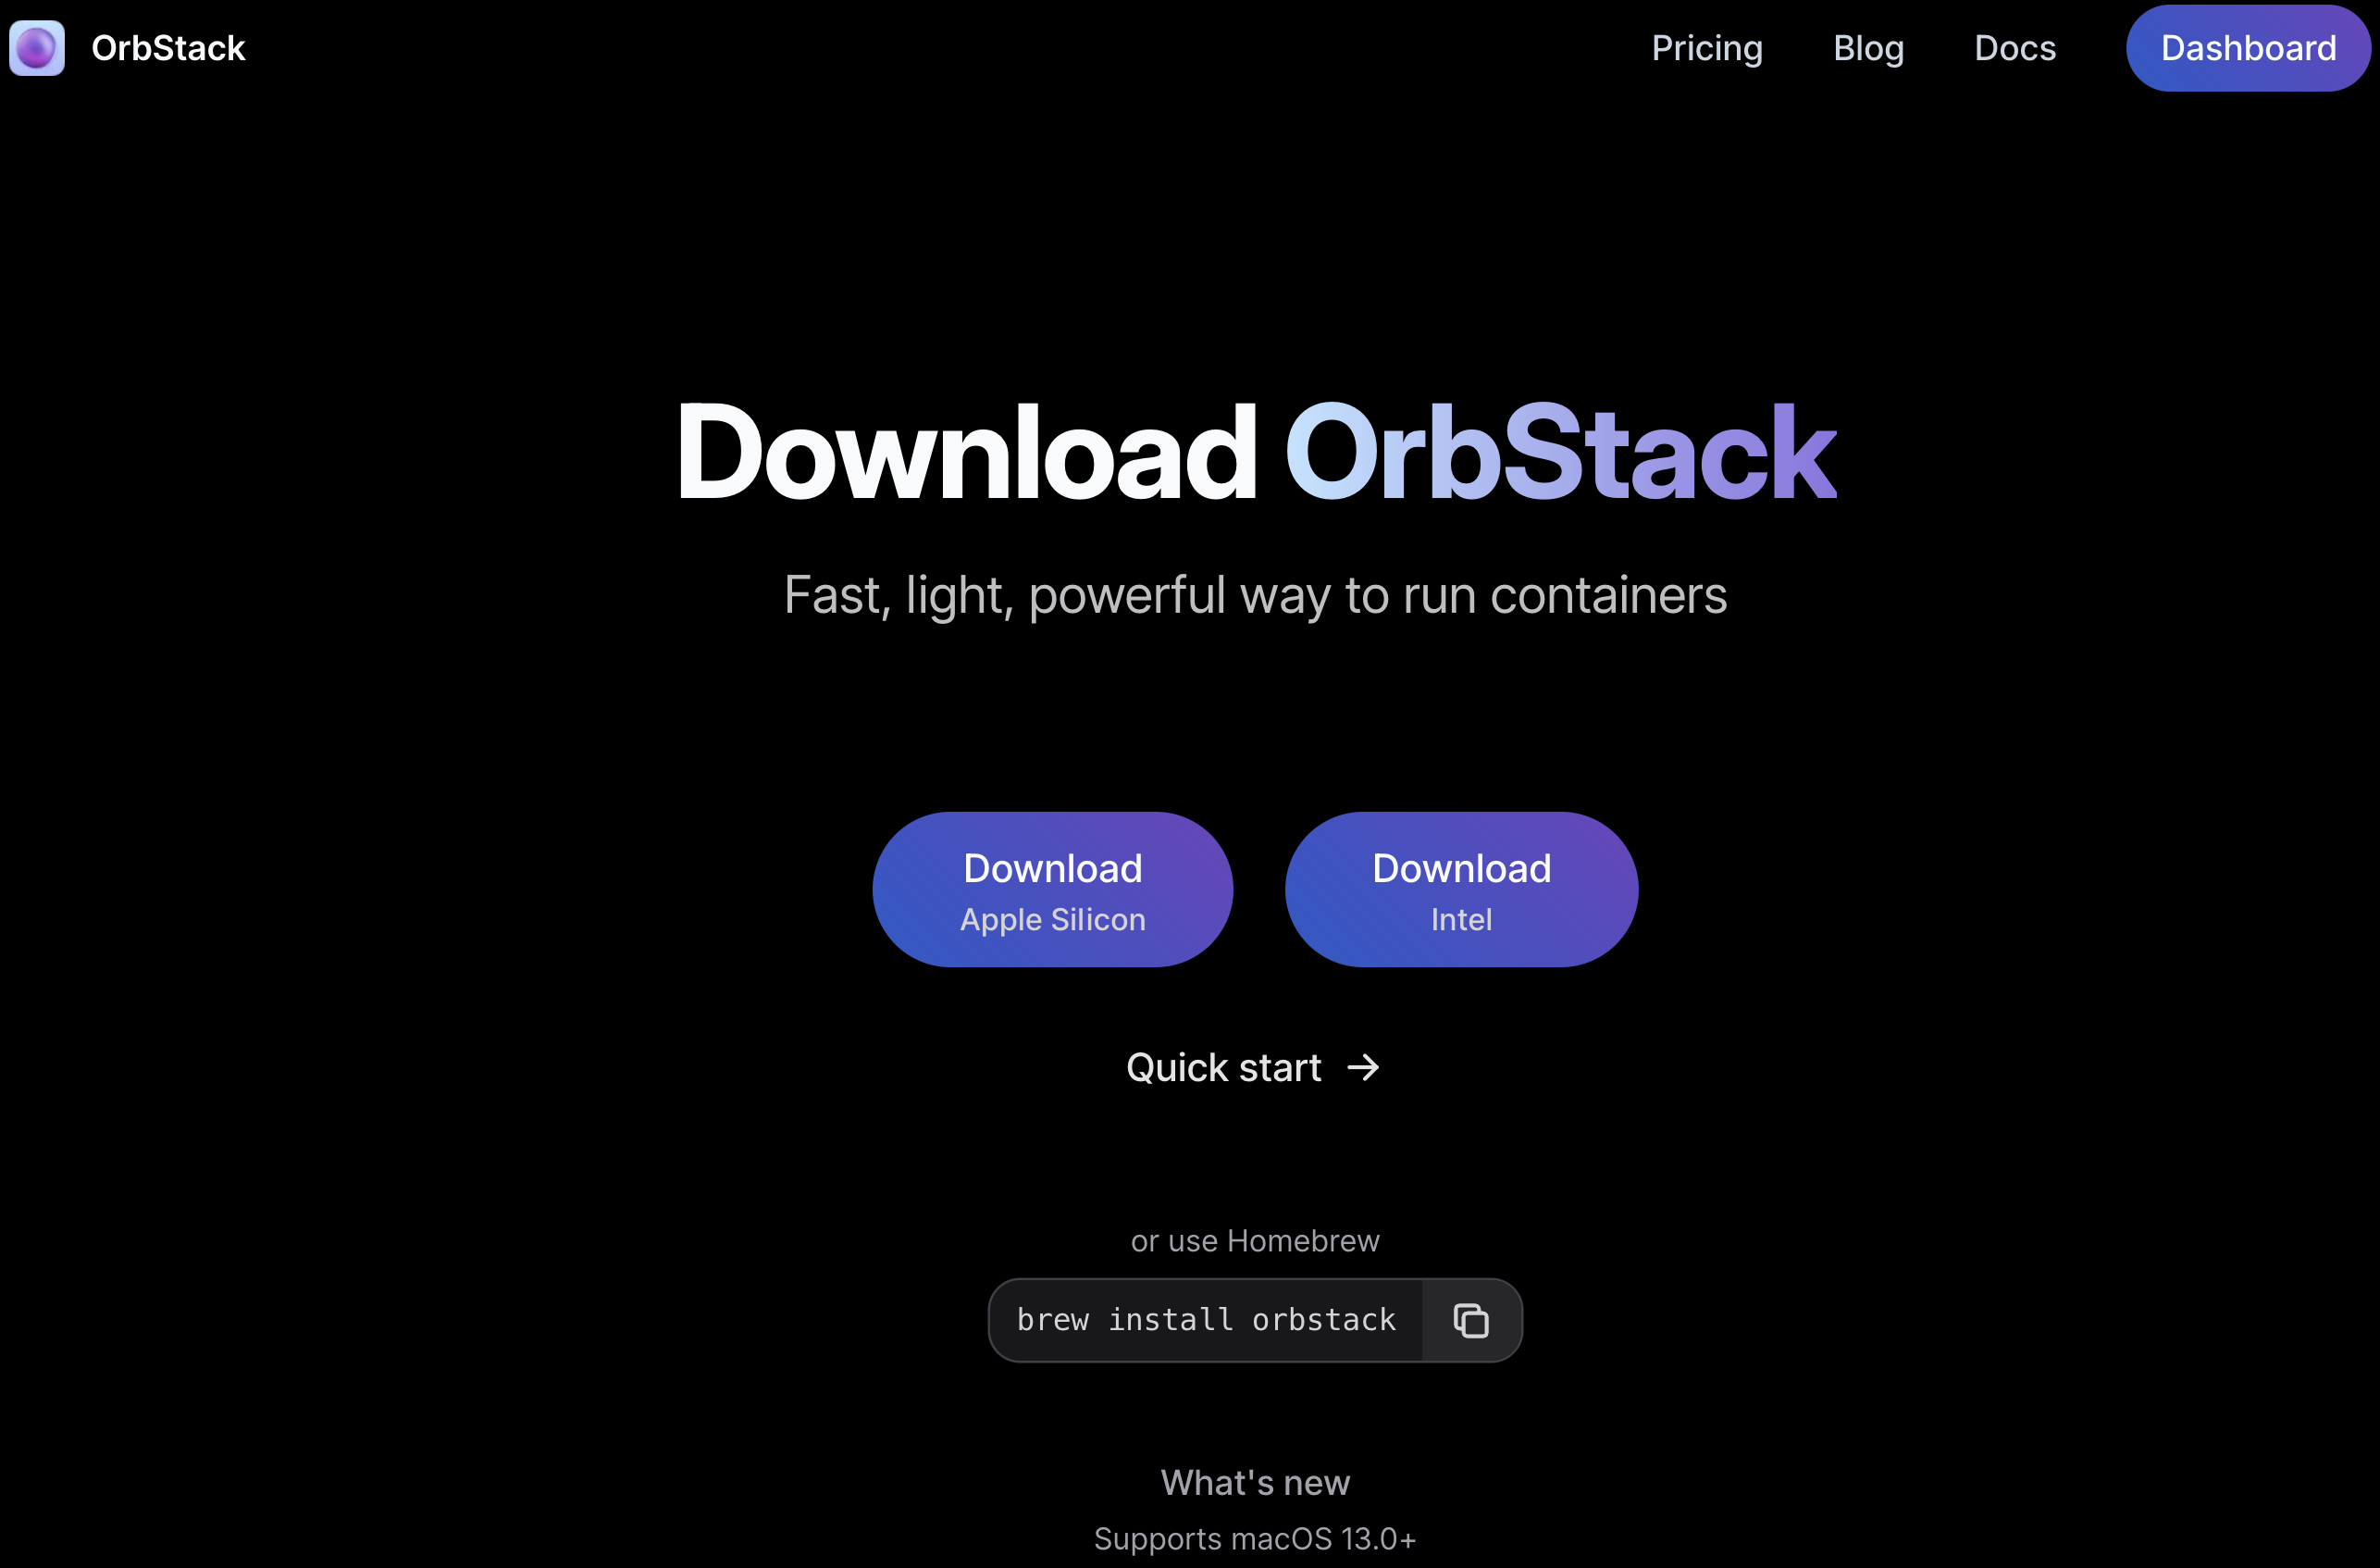 OrbStack
Pricing
Blog
Docs
Dashboard
Download OrbStack
Fast, light, powerful way to run containers
Download
Apple Silicon
Download
Intel
Quick start →
or use Homebrew
brew install orbstack
What's new
Supports macOS 13.0+